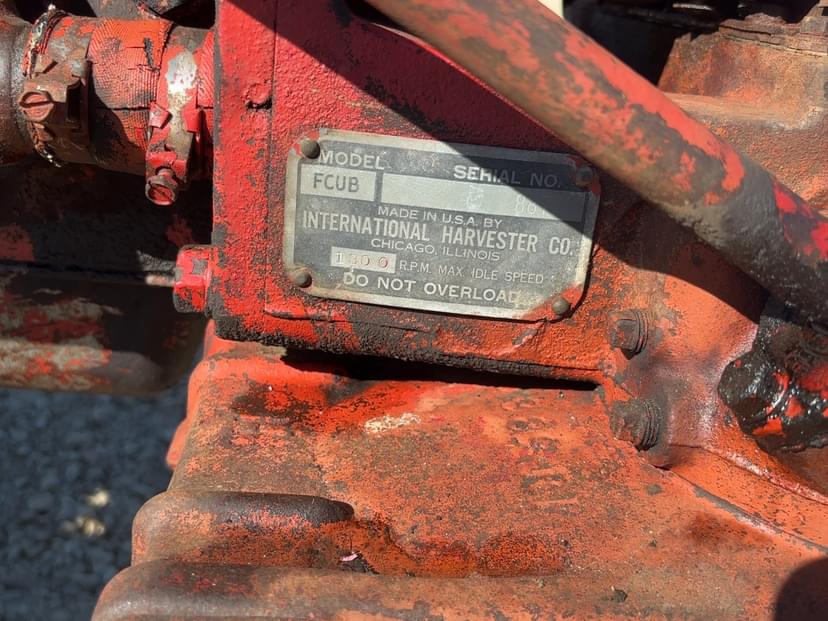 MODEL SERIAL NO.
FCUB
MADE IN U.S.A. BY
INTERNATIONAL HARVESTER CO.
CHICAGO, ILLINOIS
R.P.M. MAX. IDLE SPEED
DO NOT OVERLOAD